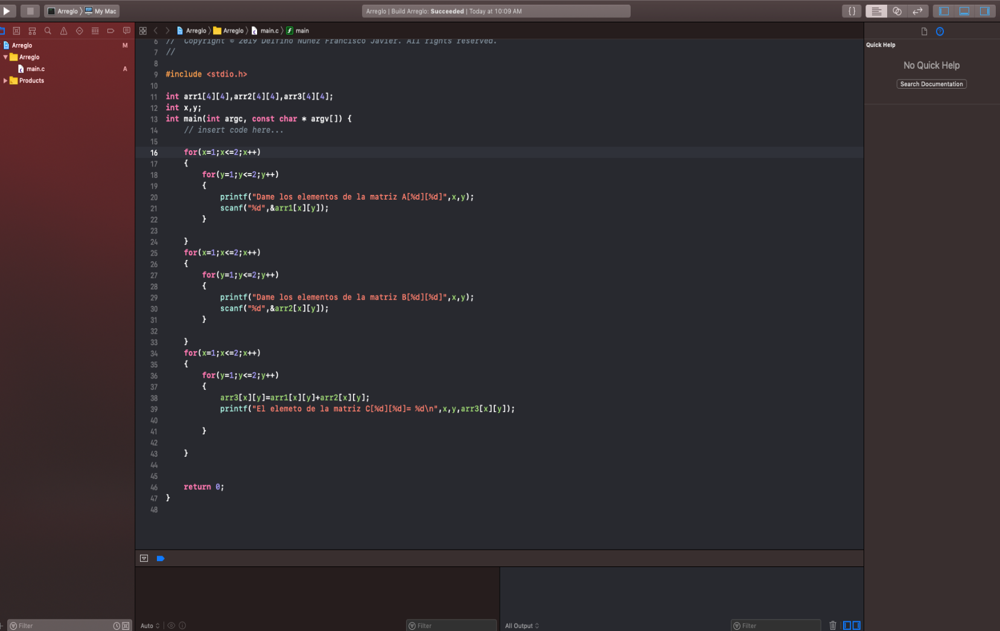 Arreglo 〉 My Mac
Arreglo | Build Arreglo: Succeeded | Today at 10:09 AM
{}
Arreglo 〉 Arreglo 〉 main.c 〉 f main
Arreglo M
Arreglo
main.c A
Products
6 //  Copyright © 2019 Delfino Nuñez Francisco Javier. All rights reserved.
7 //
8
9 #include <stdio.h>
10
11 int arr1[4][4],arr2[4][4],arr3[4][4];
12 int x,y;
13 int main(int argc, const char * argv[]) {
14     // insert code here...
15
16     for(x=1;x<=2;x++)
17     {
18         for(y=1;y<=2;y++)
19         {
20             printf("Dame los elementos de la matriz A[%d][%d]",x,y);
21             scanf("%d",&arr1[x][y]);
22         }
23
24     }
25     for(x=1;x<=2;x++)
26     {
27         for(y=1;y<=2;y++)
28         {
29             printf("Dame los elementos de la matriz B[%d][%d]",x,y);
30             scanf("%d",&arr2[x][y]);
31         }
32
33     }
34     for(x=1;x<=2;x++)
35     {
36         for(y=1;y<=2;y++)
37         {
38             arr3[x][y]=arr1[x][y]+arr2[x][y];
39             printf("El elemeto de la matriz C[%d][%d]= %d\n",x,y,arr3[x][y]);
40
41         }
42
43     }
44
45
46     return 0;
47 }
48
Quick Help
No Quick Help
Search Documentation
Filter
Auto
Filter
All Output
Filter